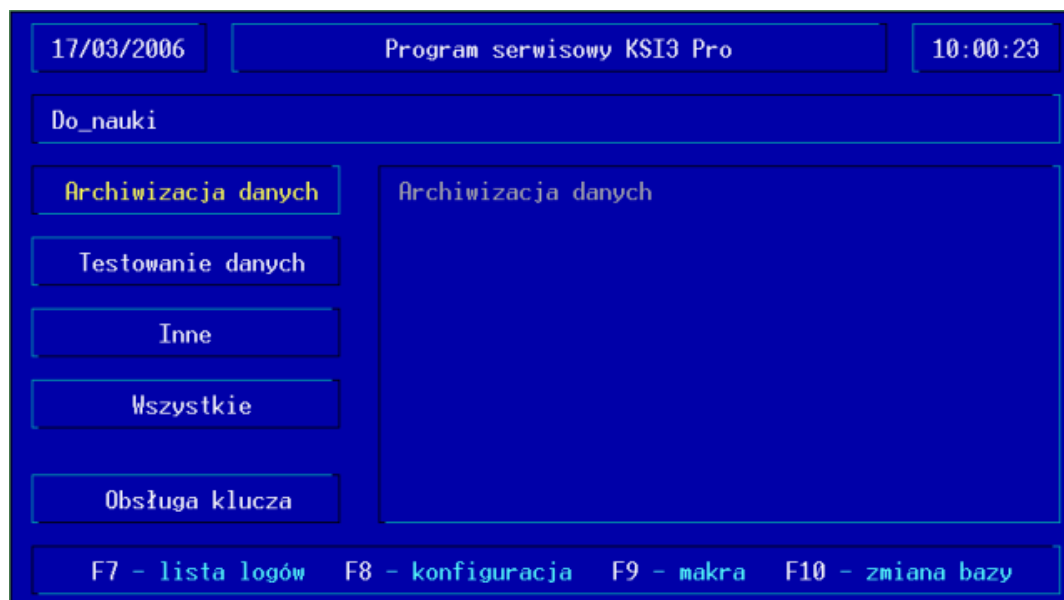 17/03/2006 Program serwisowy KSI3 Pro 10:00:23
Do_nauki
Archiwizacja danych
Archiwizacja danych
Testowanie danych
Inne
Wszystkie
Obsługa klucza
F7 - lista logów F8 - konfiguracja F9 - makra F10 - zmiana bazy